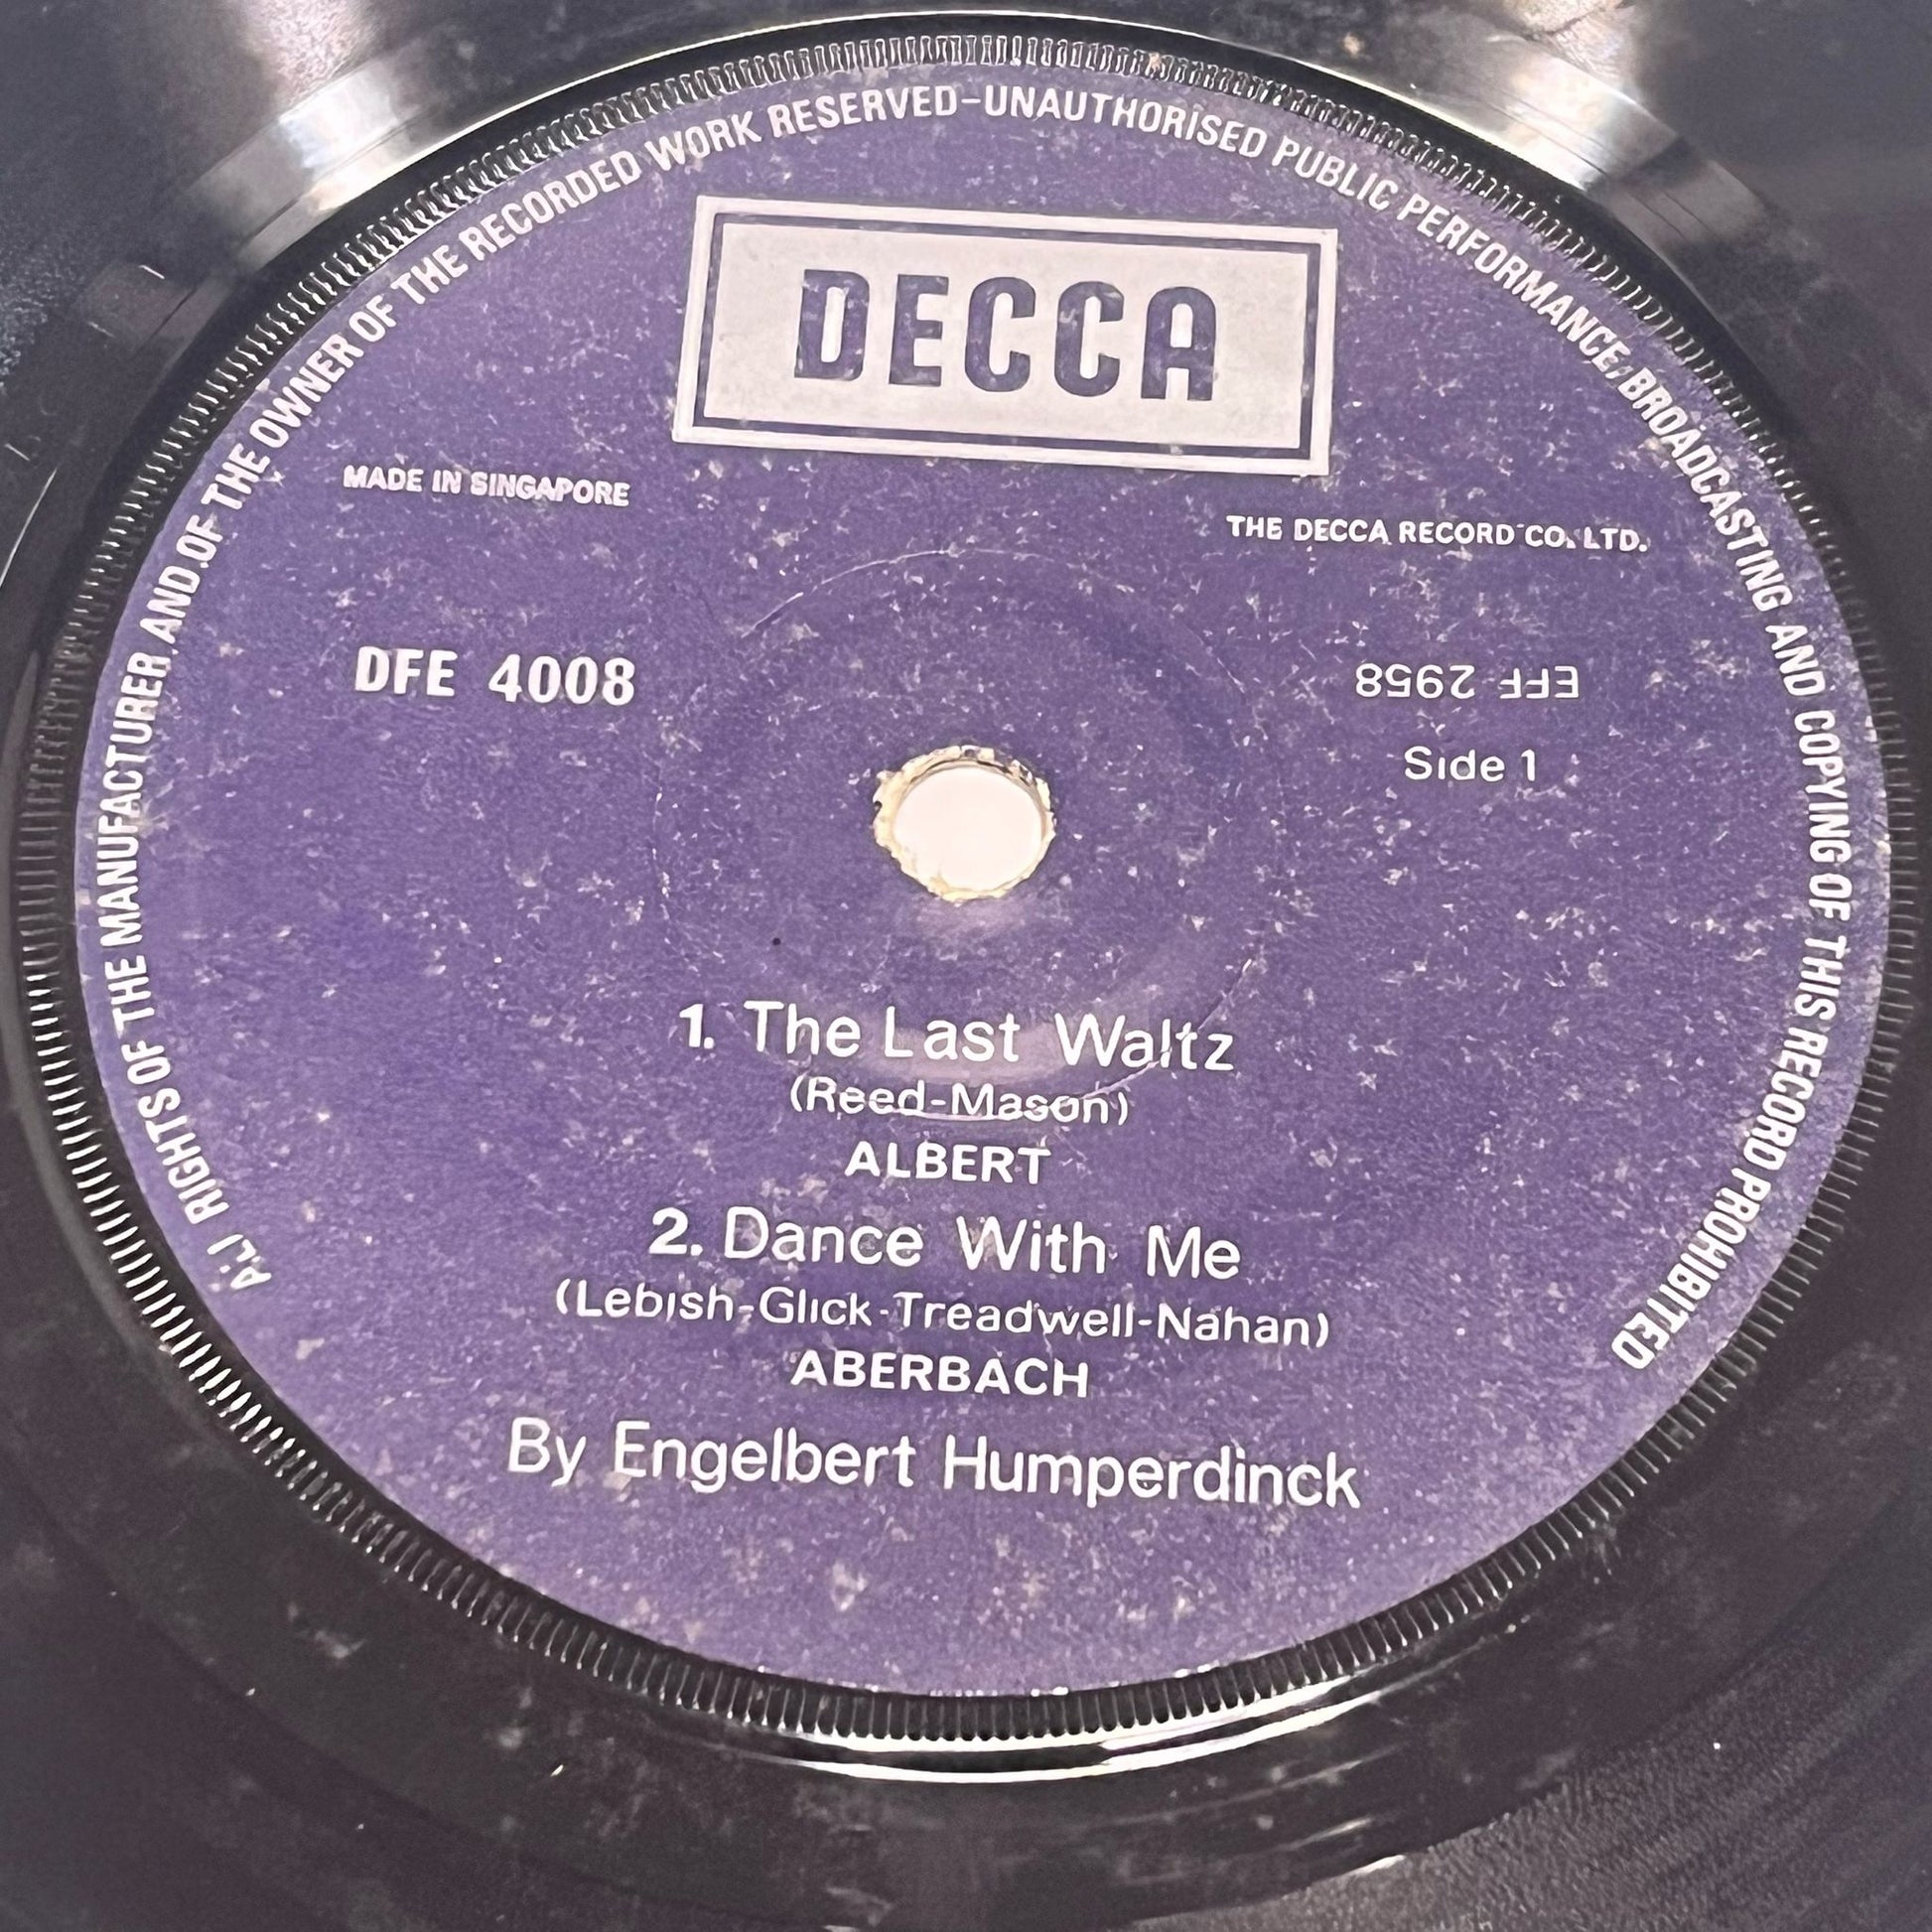 ALL RIGHTS OF THE MANUFACTURER AND OF THE OWNER OF THE RECORDED WORK RESERVED-UNAUTHORISED PUBLIC PERFORMANCE, BROADCASTING AND COPYING OF THIS RECORD PROHIBITED
DECCA
MADE IN SINGAPORE
THE DECCA RECORD CO. LTD.
DFE 4008
EFF 2958
Side 1
1. The Last Waltz
(Reed-Mason)
ALBERT
2. Dance With Me
(Lebish-Glick-Treadwell-Nahan)
ABERBACH
By Engelbert Humperdinck